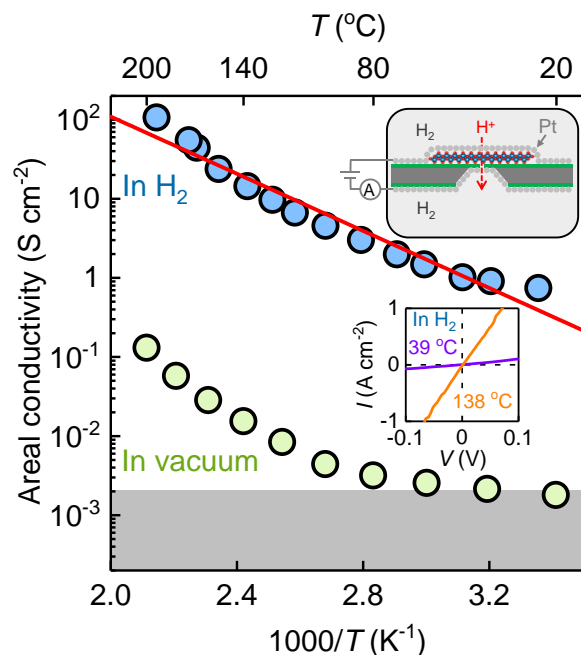 T (°C)
200 140 80 20
10² 10 1 10⁻¹ 10⁻² 10⁻³
Areal conductivity (S cm⁻²)
In H₂
In vacuum
H₂
H⁺
Pt
A
H₂
In H₂
39 °C
138 °C
1 0 -1
I (A cm⁻²)
-0.1 0 0.1
V (V)
2.0 2.4 2.8 3.2
1000/T (K⁻¹)